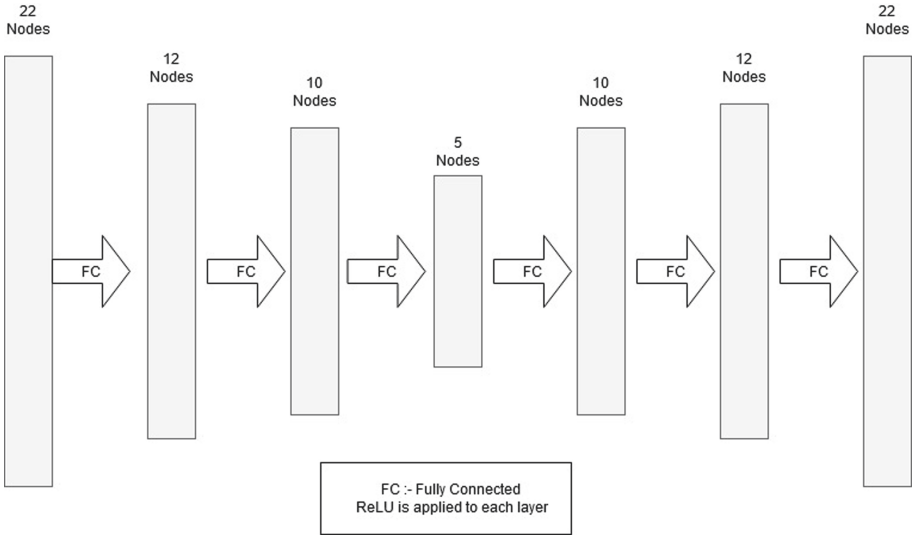 22
Nodes
12
Nodes
10
Nodes
5
Nodes
10
Nodes
12
Nodes
22
Nodes
FC
FC
FC
FC
FC
FC
FC :- Fully Connected
ReLU is applied to each layer